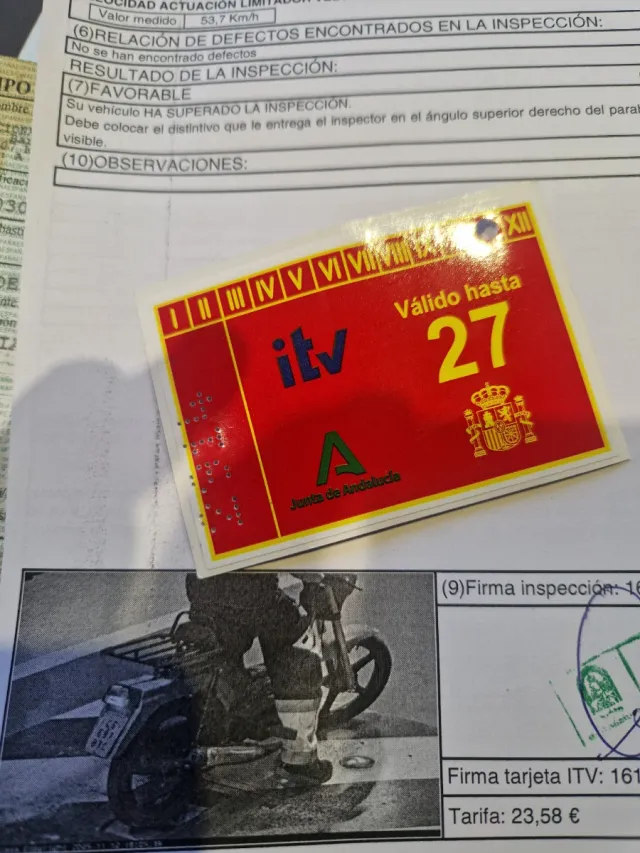 Valor medido 53,7 Km/h
(6)RELACIÓN DE DEFECTOS ENCONTRADOS EN LA INSPECCIÓN:
No se han encontrado defectos
RESULTADO DE LA INSPECCIÓN:
(7)FAVORABLE
Su vehículo HA SUPERADO LA INSPECCIÓN.
Debe colocar el distintivo que le entrega el inspector en el ángulo superior derecho del
visible.
(10)OBSERVACIONES:
I II III IV V VI VII VIII XII
Válido hasta
27
itv
Junta de Andalucía
(9)Firma inspección:
Firma tarjeta ITV: 161
Tarifa: 23,58 €